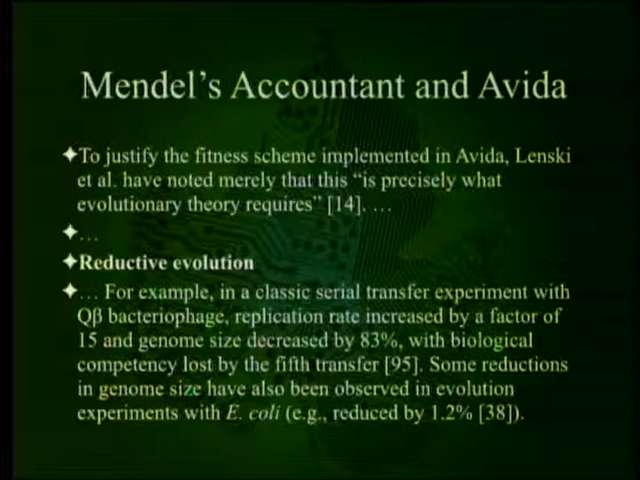 Mendel's Accountant and Avida
✦To justify the fitness scheme implemented in Avida, Lenski
et al. have noted merely that this "is precisely what
evolutionary theory requires" [14]. …
✦…
✦Reductive evolution
✦… For example, in a classic serial transfer experiment with
Qβ bacteriophage, replication rate increased by a factor of
15 and genome size decreased by 83%, with biological
competency lost by the fifth transfer [95]. Some reductions
in genome size have also been observed in evolution
experiments with E. coli (e.g., reduced by 1.2% [38]).